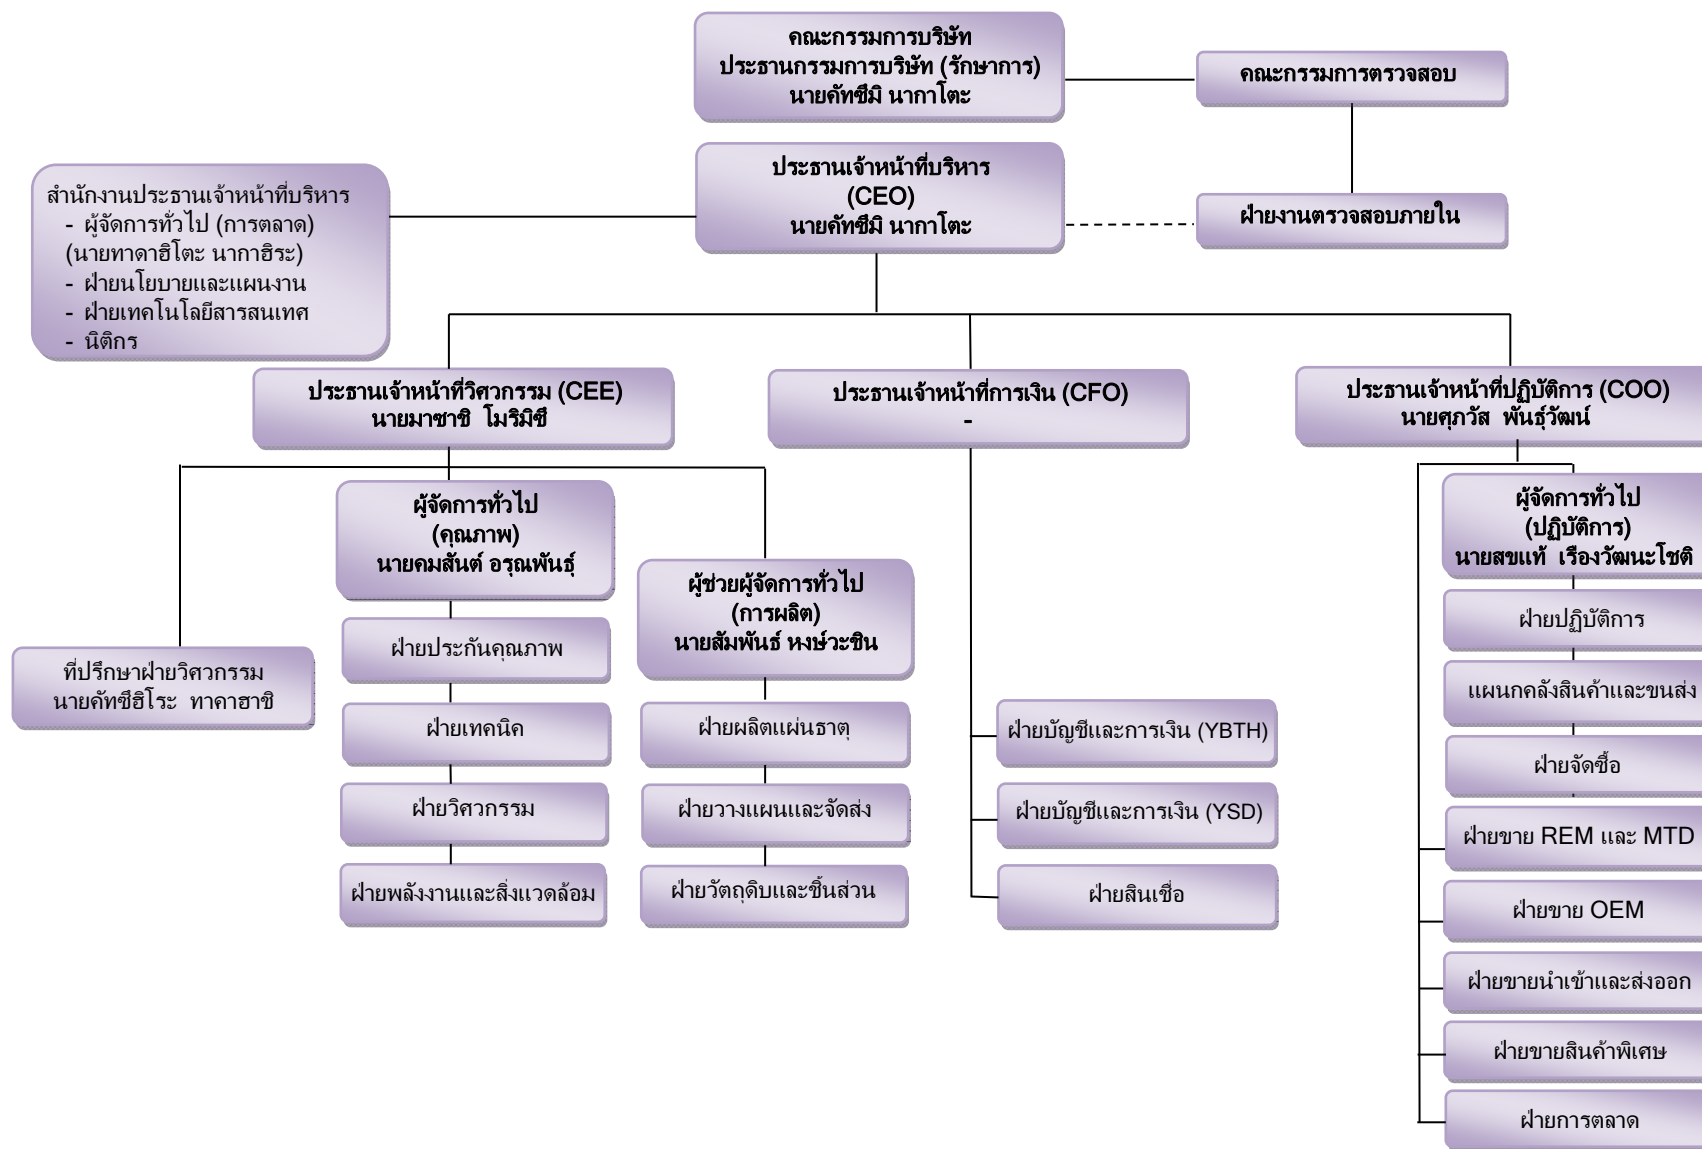 คณะกรรมการบริษัท
ประธานกรรมการบริษัท (รักษาการ)
นายคัทซึมิ นากาโตะ
คณะกรรมการตรวจสอบ
ประธานเจ้าหน้าที่บริหาร
(CEO)
นายคัทซึมิ นากาโตะ
ฝ่ายงานตรวจสอบภายใน
สำนักงานประธานเจ้าหน้าที่บริหาร
- ผู้จัดการทั่วไป (การตลาด)
(นายทาดาฮิโตะ นากาฮิระ)
- ฝ่ายนโยบายและแผนงาน
- ฝ่ายเทคโนโลยีสารสนเทศ
- นิติกร
ประธานเจ้าหน้าที่วิศวกรรม (CEE)
นายมาซาชิ โมริมิซึ
ประธานเจ้าหน้าที่การเงิน (CFO)
-
ประธานเจ้าหน้าที่ปฏิบัติการ (COO)
นายศุภวัส พันธุ์วัฒน์
ที่ปรึกษาฝ่ายวิศวกรรม
นายคัทซึฮิโระ ทาคาฮาชิ
ผู้จัดการทั่วไป
(คุณภาพ)
นายคมสันต์ อรุณพันธุ์
ฝ่ายประกันคุณภาพ
ฝ่ายเทคนิค
ฝ่ายวิศวกรรม
ฝ่ายพลังงานและสิ่งแวดล้อม
ผู้ช่วยผู้จัดการทั่วไป
(การผลิต)
นายสัมพันธ์ หงษ์วะชิน
ฝ่ายผลิตแผ่นธาตุ
ฝ่ายวางแผนและจัดส่ง
ฝ่ายวัตถุดิบและชิ้นส่วน
ฝ่ายบัญชีและการเงิน (YBTH)
ฝ่ายบัญชีและการเงิน (YSD)
ฝ่ายสินเชื่อ
ผู้จัดการทั่วไป
(ปฏิบัติการ)
นายสขแท้ เรืองวัฒนะโชติ
ฝ่ายปฏิบัติการ
แผนกคลังสินค้าและขนส่ง
ฝ่ายจัดซื้อ
ฝ่ายขาย REM และ MTD
ฝ่ายขาย OEM
ฝ่ายขายนำเข้าและส่งออก
ฝ่ายขายสินค้าพิเศษ
ฝ่ายการตลาด